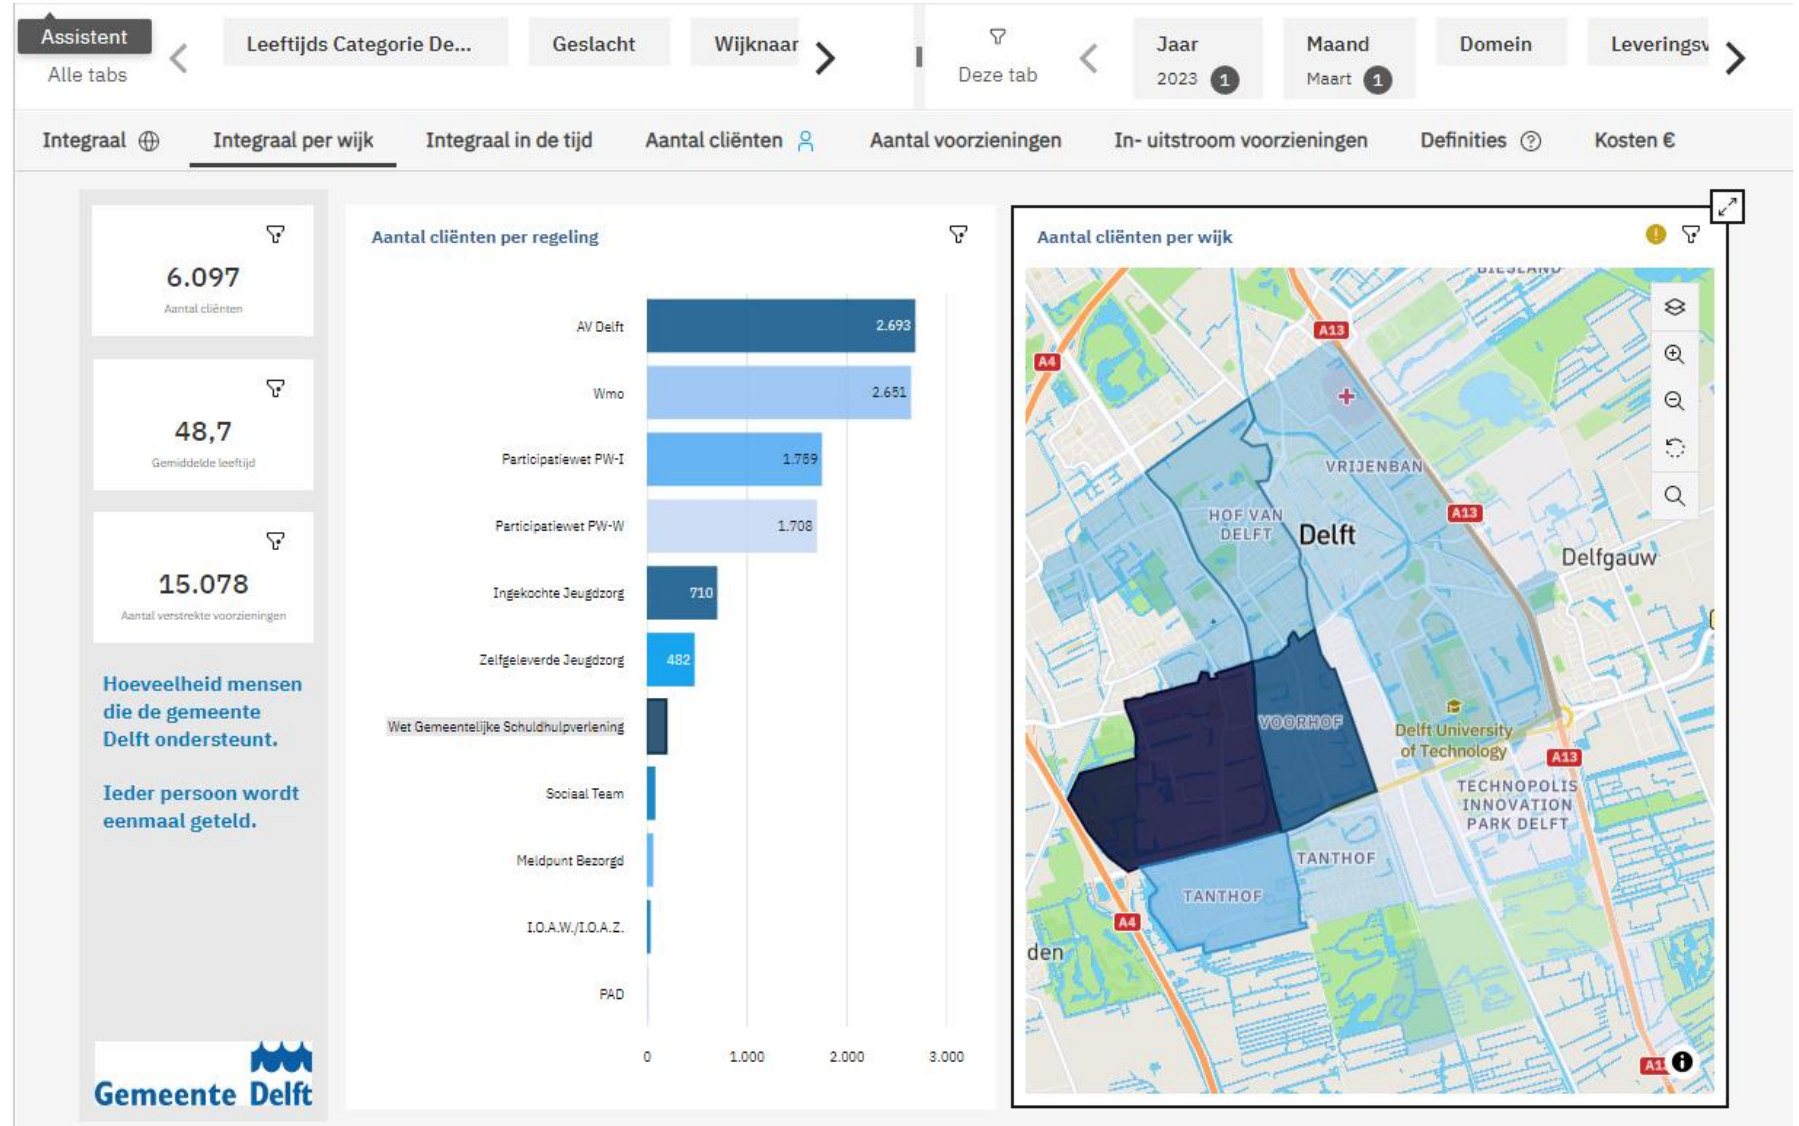 Assistent
Alle tabs
Leeftijds Categorie De...
Geslacht
Wijknaar
Deze tab
Jaar
2023 1
Maand
Maart 1
Domein
Leverings
Integraal
Integraal per wijk
Integraal in de tijd
Aantal cliënten
Aantal voorzieningen
In- uitstroom voorzieningen
Definities ?
Kosten €
6.097
Aantal cliënten
48,7
Gemiddelde leeftijd
15.078
Aantal verstrekte voorzieningen
Hoeveelheid mensen
die de gemeente
Delft ondersteunt.
Ieder persoon wordt
eenmaal geteld.
Gemeente Delft
Aantal cliënten per regeling
AV Delft
2.693
Wmo
2.651
Participatiewet PW-I
1.759
Participatiewet PW-W
1.708
Ingekochte Jeugdzorg
710
Zelfgeleverde Jeugdzorg
482
Wet Gemeentelijke Schuldhulpverlening
Sociaal Team
Meldpunt Bezorgd
I.O.A.W./I.O.A.Z.
PAD
0
1.000
2.000
3.000
Aantal cliënten per wijk
BIESLAND
A13
A4
VRIJENBAN
HOF VAN
DELFT
Delft
A13
Delfgauw
VOORHOF
Delft University
of Technology
A13
TECHNOPOLIS
INNOVATION
PARK DELFT
TANTHOF
TANTHOF
A4
den
A1